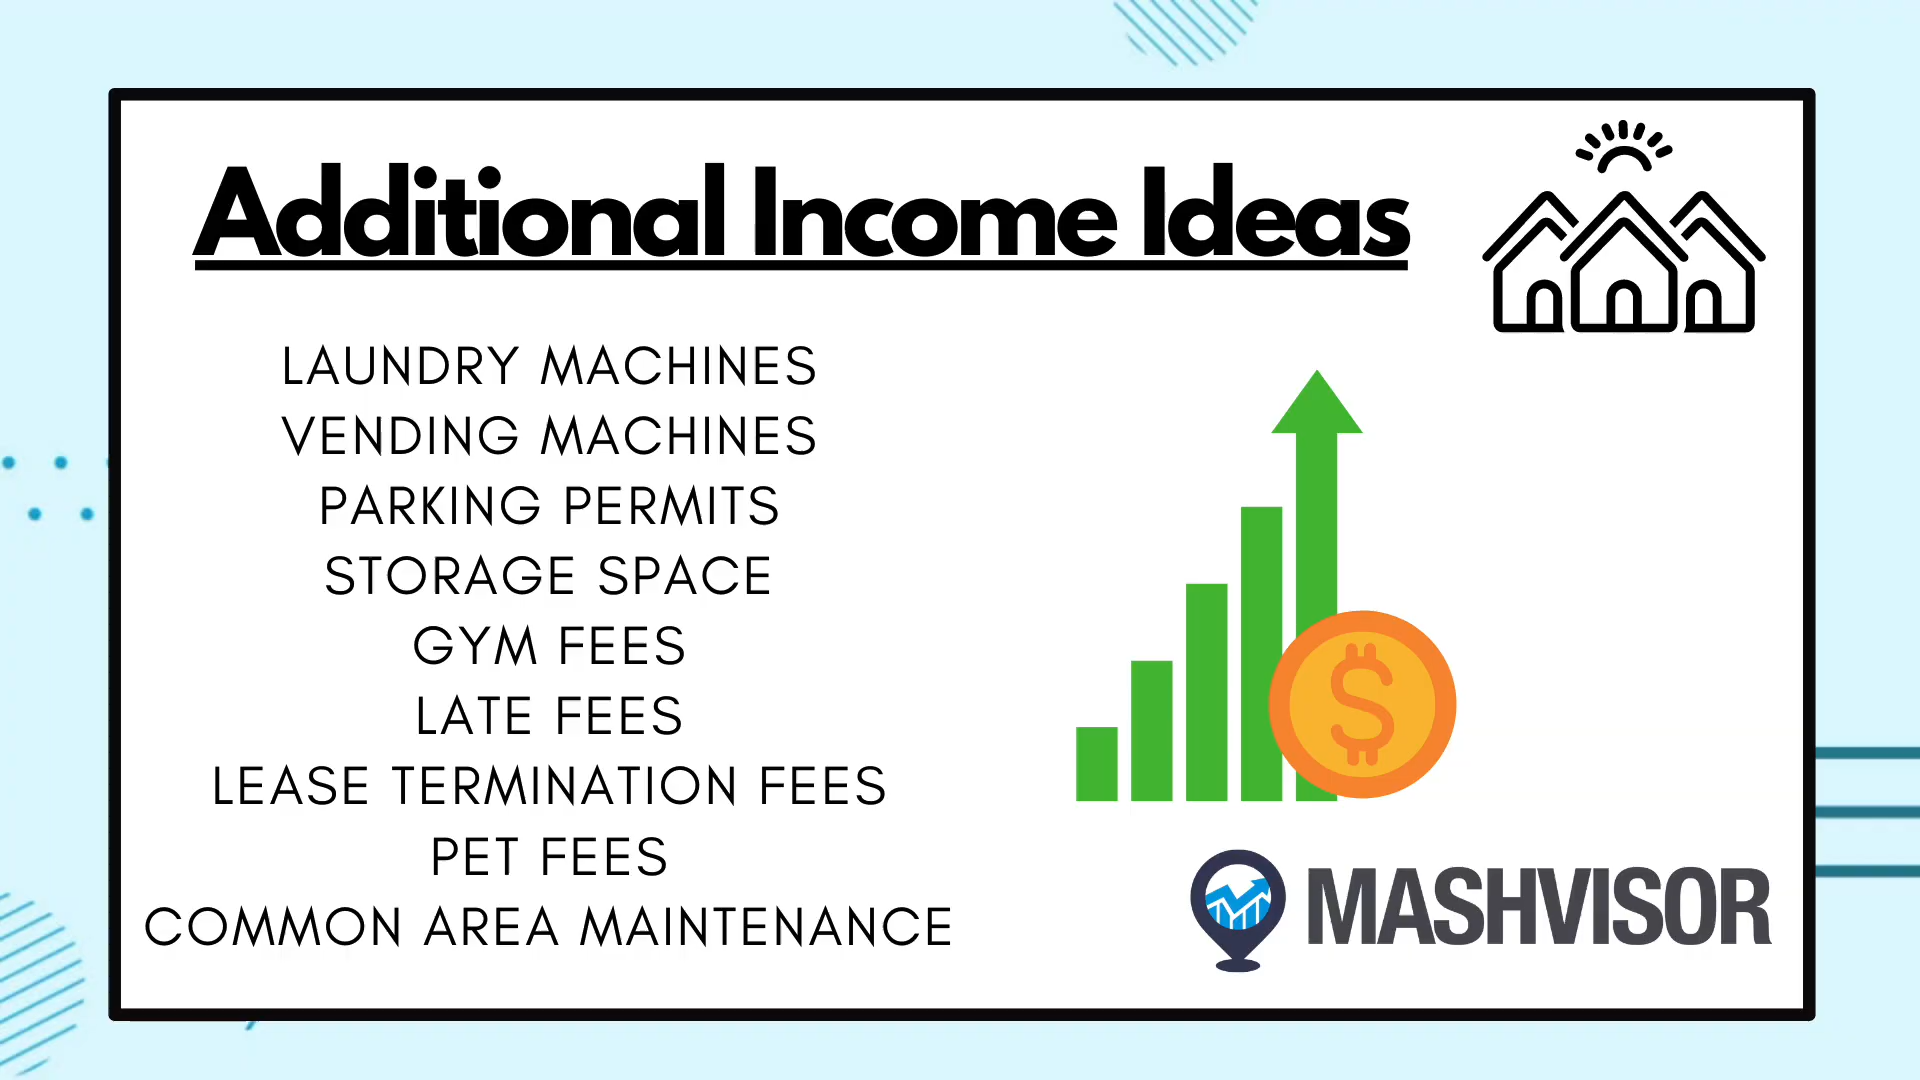 Additional Income Ideas
LAUNDRY MACHINES
VENDING MACHINES
PARKING PERMITS
STORAGE SPACE
GYM FEES
LATE FEES
LEASE TERMINATION FEES
PET FEES
COMMON AREA MAINTENANCE
$
MASHVISOR